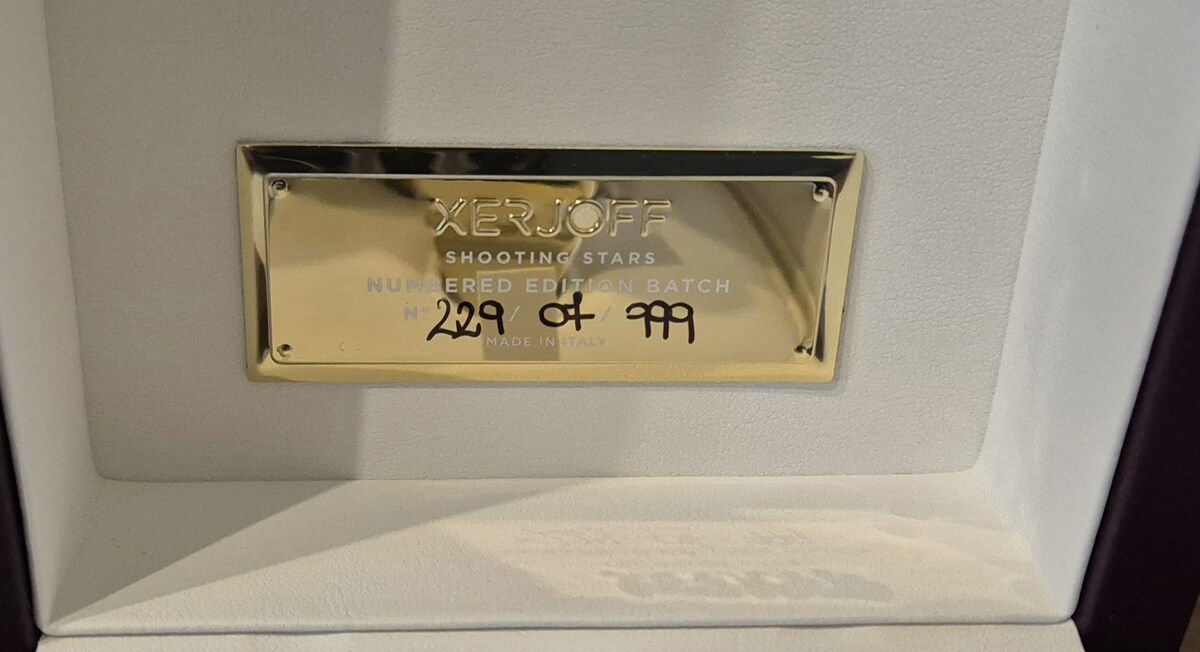 XERJOFF
SHOOTING STARS
NUMBERED EDITION BATCH
N° 229 / of / 999
MADE IN ITALY